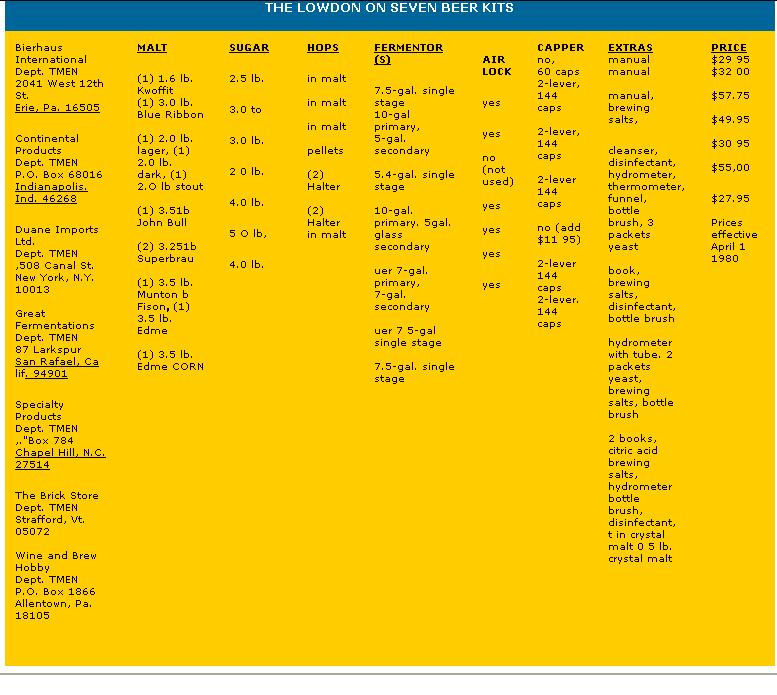 THE LOWDON ON SEVEN BEER KITS
Bierhaus
International
Dept. TMEN
2041 West 12th
St.
Erie, Pa. 16505
Continental
Products
Dept. TMEN
P.O. Box 68016
Indianapolis.
Ind. 46268
Duane Imports
Ltd.
Dept. TMEN
,508 Canal St.
New York, N.Y.
10013
Great
Fermentations
Dept. TMEN
87 Larkspur
San Rafael, Ca
lif. 94901
Specialty
Products
Dept. TMEN
,."Box 784
Chapel Hill, N.C.
27514
The Brick Store
Dept. TMEN
Strafford, Vt.
05072
Wine and Brew
Hobby
Dept. TMEN
P.O. Box 1866
Allentown, Pa.
18105
MALT
(1) 1.6 lb.
Kwoffit
(1) 3.0 lb.
Blue Ribbon
(1) 2.0 lb.
lager, (1)
2.0 lb.
dark, (1)
2.O lb stout
(1) 3.51b
John Bull
(2) 3.251b
Superbrau
(1) 3.5 lb.
Munton b
Fison, (1)
3.5 lb.
Edme
(1) 3.5 lb.
Edme CORN
SUGAR
2.5 lb.
3.0 to
3.0 lb.
2 0 lb.
4.0 lb.
5 O lb,
4.0 lb.
HOPS
in malt
in malt
in malt
pellets
(2)
Halter
(2)
Halter
in malt
FERMENTOR
(S)
7.5-gal. single
stage
10-gal
primary,
5-gal.
secondary
5.4-gal. single
stage
10-gal.
primary. 5gal.
glass
secondary
uer 7-gal.
primary,
7-gal.
secondary
uer 7 5-gal
single stage
7.5-gal. single
stage
AIR
LOCK
yes
yes
no
(not
used)
yes
yes
yes
yes
CAPPER
no,
60 caps
2-lever,
144
caps
2-lever,
144
caps
2-lever
144
caps
no (add
$11 95)
2-lever
144
caps
2-lever.
144
caps
EXTRAS
manual
manual
manual,
brewing
salts,
cleanser,
disinfectant,
hydrometer,
thermometer,
funnel,
bottle
brush, 3
packets
yeast
book,
brewing
salts,
disinfectant,
bottle brush
hydrometer
with tube. 2
packets
yeast,
brewing
salts, bottle
brush
2 books,
citric acid
brewing
salts,
hydrometer
bottle
brush,
disinfectant,
t in crystal
malt 0 5 lb.
crystal malt
PRICE
$29 95
$32 00
$57.75
$49.95
$30 95
$55,00
$27.95
Prices
effective
April 1
1980